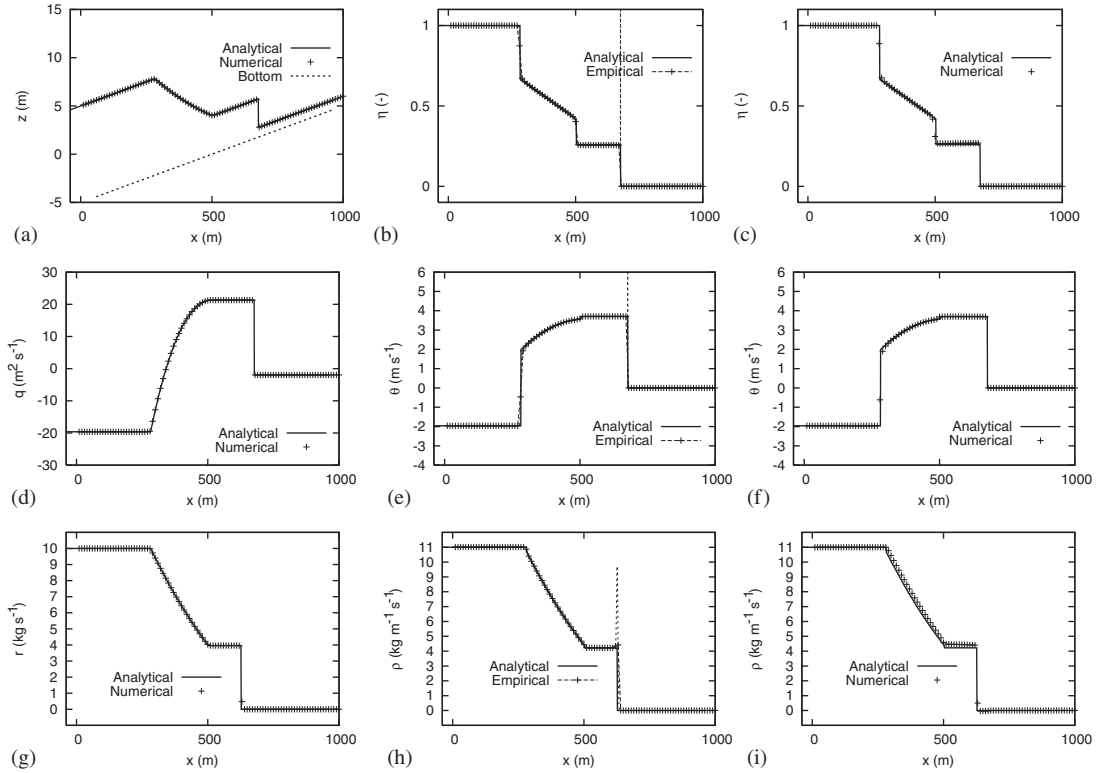 15
10
5
0
-5
z (m)
Analytical
Numerical
Bottom
0
500
1000
x (m)
(a)
1
0.5
0
η (-)
Analytical
Empirical
0
500
1000
x (m)
(b)
1
0.5
0
η (-)
Analytical
Numerical
0
500
1000
x (m)
(c)
30
20
10
0
-10
-20
-30
q (m² s⁻¹)
Analytical
Numerical
0
500
1000
x (m)
(d)
6
5
4
3
2
1
0
-1
-2
-3
-4
θ (m s⁻¹)
Analytical
Empirical
0
500
1000
x (m)
(e)
6
5
4
3
2
1
0
-1
-2
-3
-4
θ (m s⁻¹)
Analytical
Numerical
0
500
1000
x (m)
(f)
10
9
8
7
6
5
4
3
2
1
0
r (kg s⁻¹)
Analytical
Numerical
0
500
1000
x (m)
(g)
11
10
9
8
7
6
5
4
3
2
1
0
ρ (kg m⁻¹ s⁻¹)
Analytical
Empirical
0
500
1000
x (m)
(h)
11
10
9
8
7
6
5
4
3
2
1
0
ρ (kg m⁻¹ s⁻¹)
Analytical
Numerical
0
500
1000
x (m)
(i)